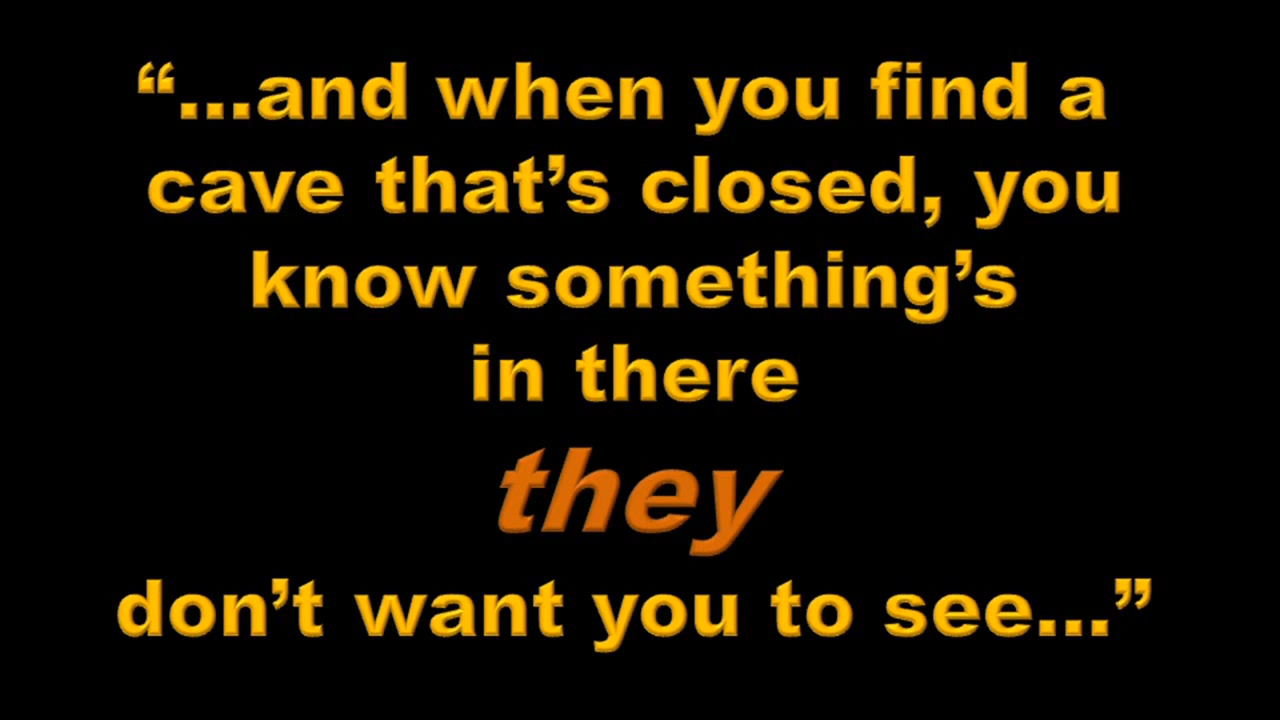 “...and when you find a
cave that’s closed, you
know something’s
in there
they
don’t want you to see...”